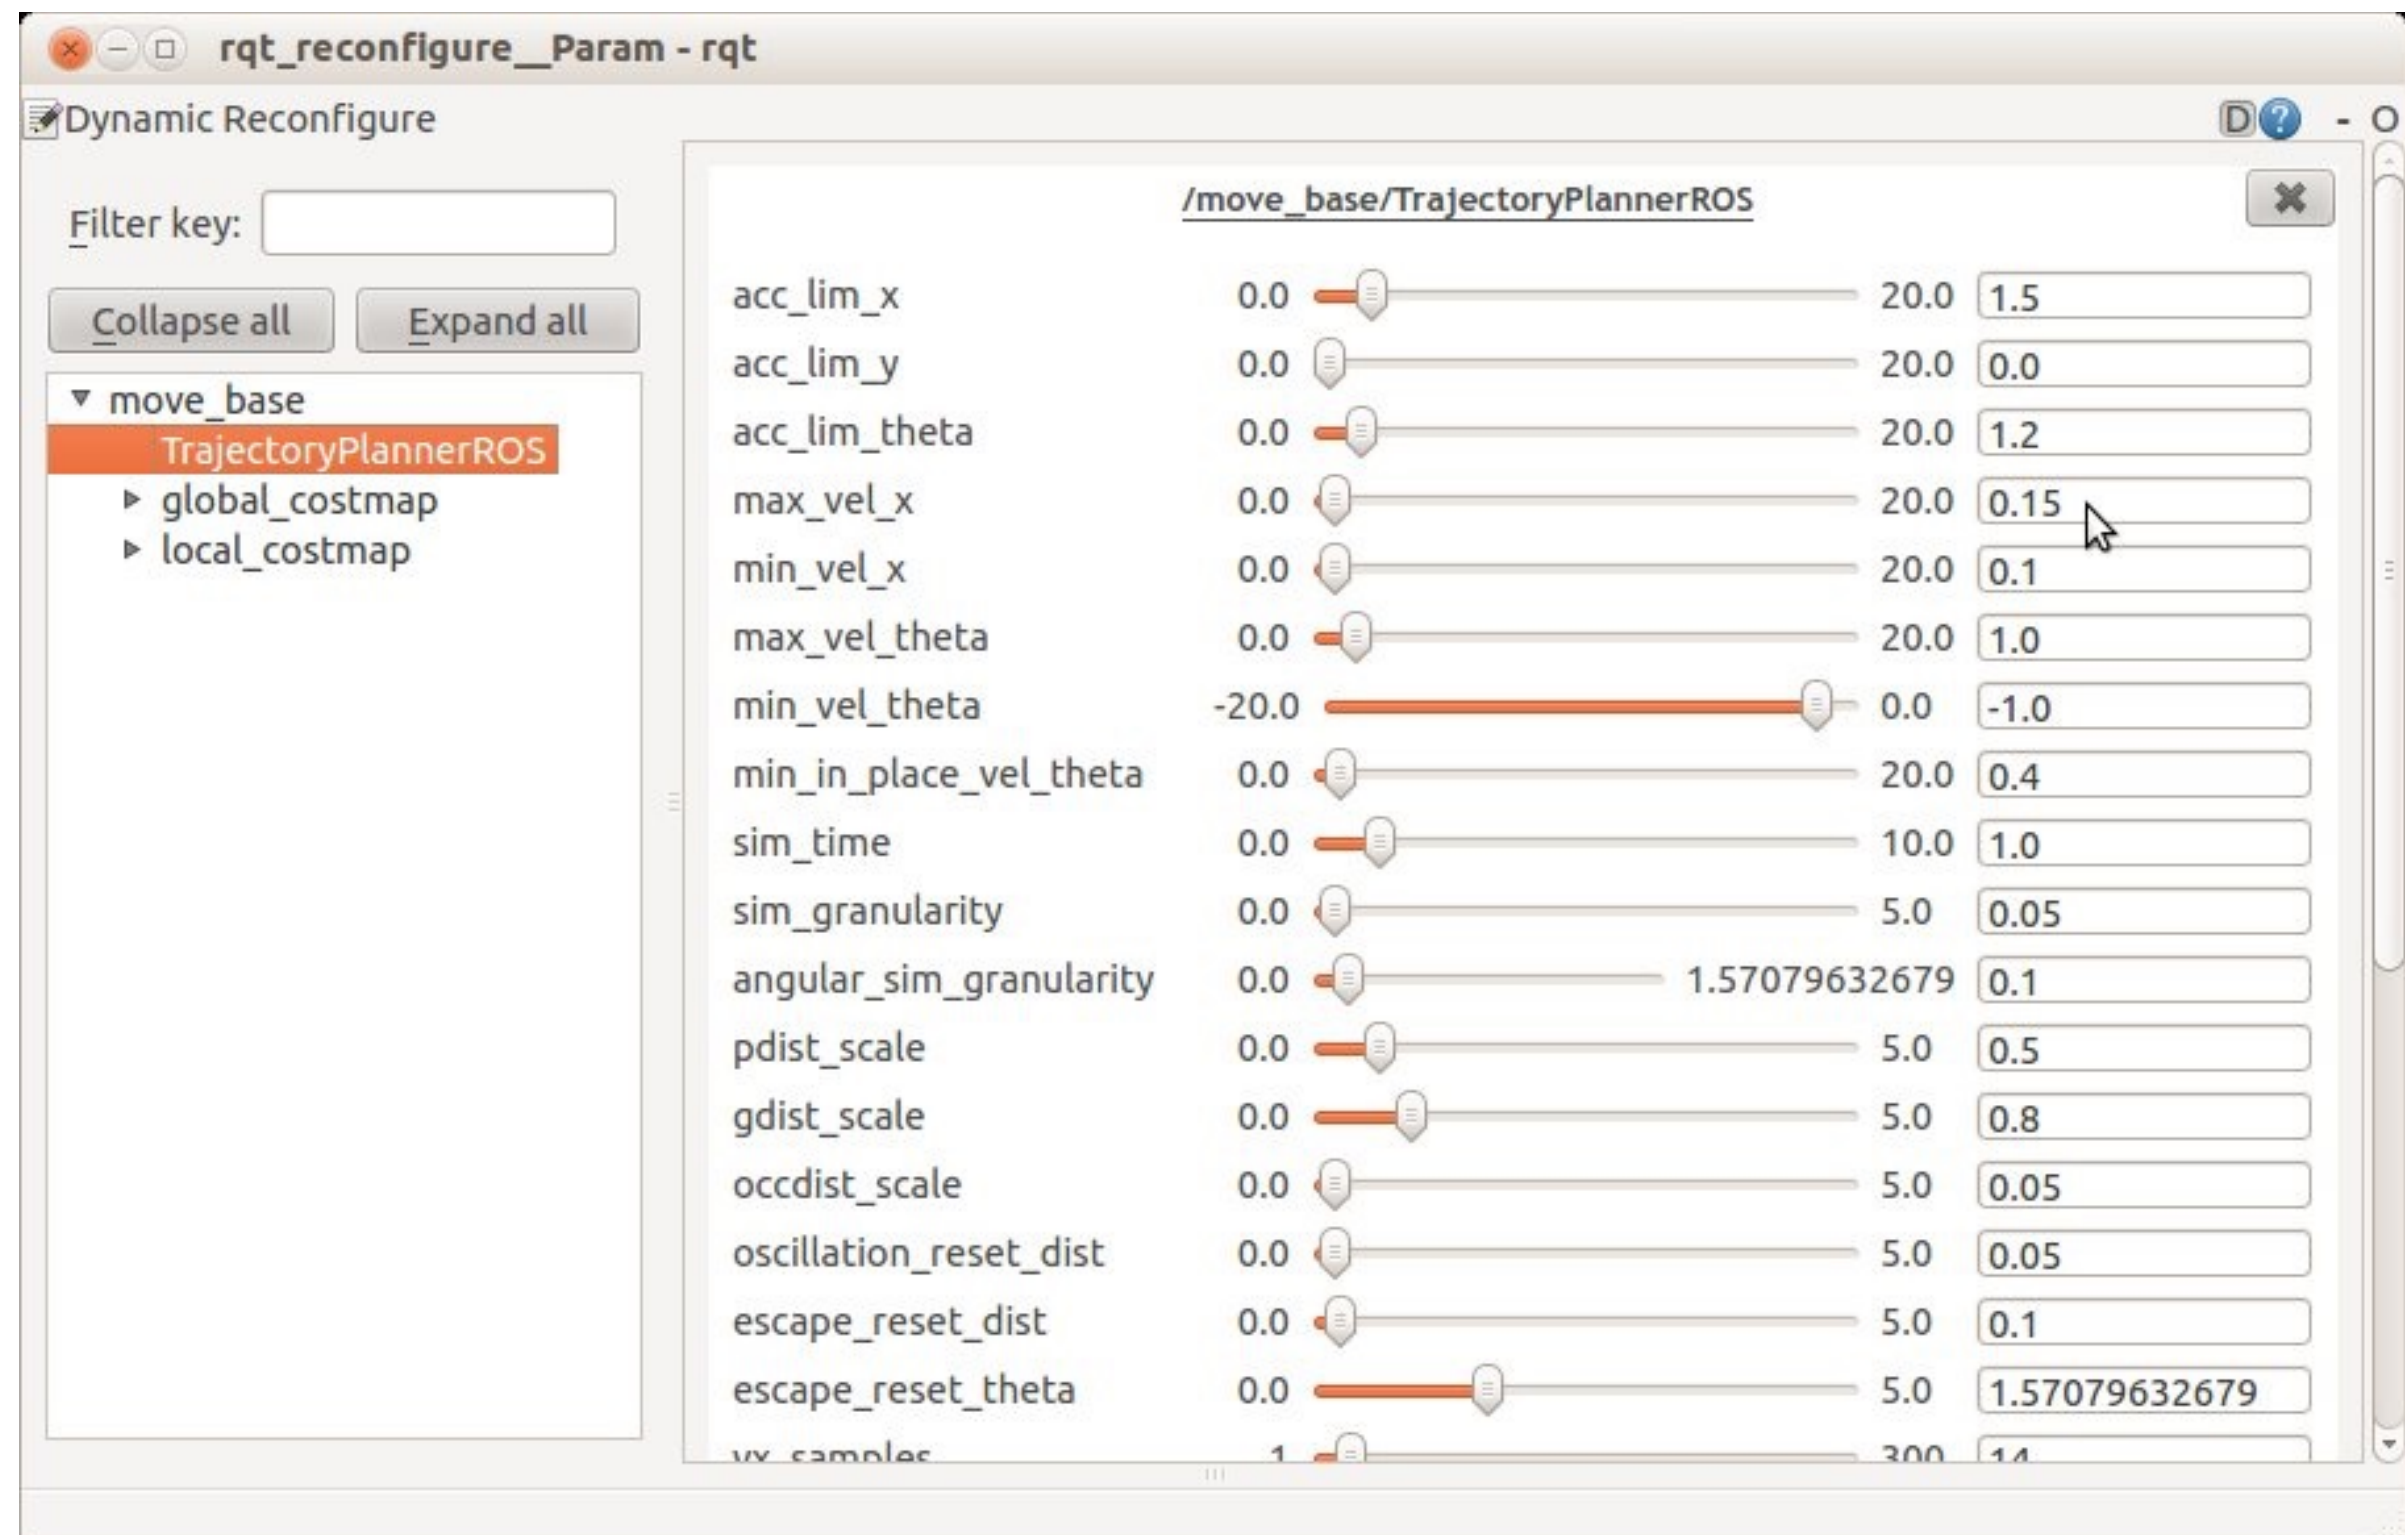 rqt_reconfigure__Param - rqt
Dynamic Reconfigure
D ? - O
Filter key:
Collapse all Expand all
move_base
TrajectoryPlannerROS
global_costmap
local_costmap
/move_base/TrajectoryPlannerROS
acc_lim_x 0.0 20.0 1.5
acc_lim_y 0.0 20.0 0.0
acc_lim_theta 0.0 20.0 1.2
max_vel_x 0.0 20.0 0.15
min_vel_x 0.0 20.0 0.1
max_vel_theta 0.0 20.0 1.0
min_vel_theta -20.0 0.0 -1.0
min_in_place_vel_theta 0.0 20.0 0.4
sim_time 0.0 10.0 1.0
sim_granularity 0.0 5.0 0.05
angular_sim_granularity 0.0 1.57079632679 0.1
pdist_scale 0.0 5.0 0.5
gdist_scale 0.0 5.0 0.8
occdist_scale 0.0 5.0 0.05
oscillation_reset_dist 0.0 5.0 0.05
escape_reset_dist 0.0 5.0 0.1
escape_reset_theta 0.0 5.0 1.57079632679
vx_samples 1 300 14